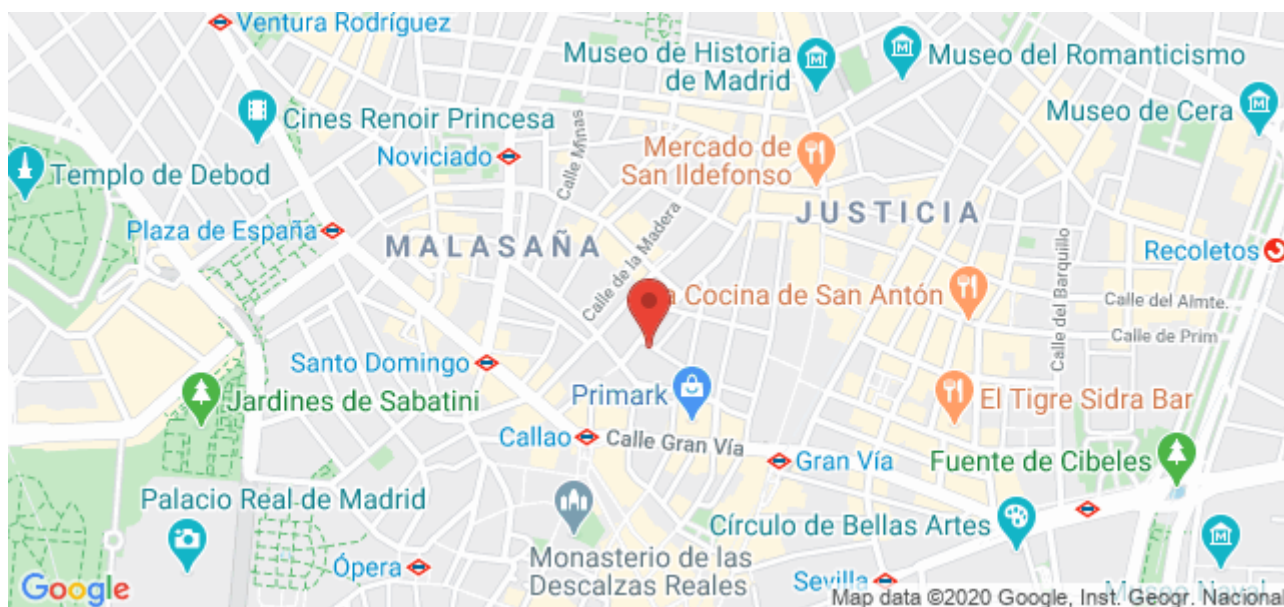 Ventura Rodríguez
Museo de Historia
de Madrid
Museo del Romanticismo
Cines Renoir Princesa
Museo de Cera
Noviciado
Calle Minas
Mercado de
San Ildefonso
Templo de Debod
Calle de la Madera
JUSTICIA
Plaza de España
MALASAÑA
Calle del Barquillo
Recoletos
a Cocina de San Antón
Calle del Almte.
Calle de Prim
Santo Domingo
Primark
Jardines de Sabatini
El Tigre Sidra Bar
Callao
Calle Gran Vía
Gran Vía
Fuente de Cibeles
Palacio Real de Madrid
Círculo de Bellas Artes
Monasterio de las
Descalzas Reales
Ópera
Sevilla
Museo Naval
Google
Map data ©2020 Google, Inst. Geogr. Naciona